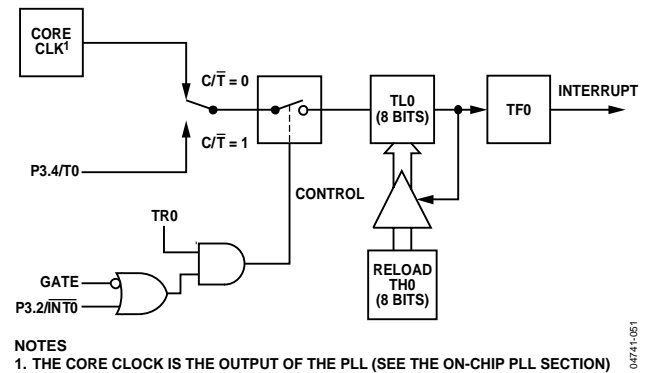 CORE
CLK¹
C/T̅ = 0
C/T̅ = 1
P3.4/T0
TL0
(8 BITS)
TF0
INTERRUPT
CONTROL
TR0
GATE
P3.2/I̅N̅T̅0̅
RELOAD
TH0
(8 BITS)
NOTES
1. THE CORE CLOCK IS THE OUTPUT OF THE PLL (SEE THE ON-CHIP PLL SECTION)
04741-051